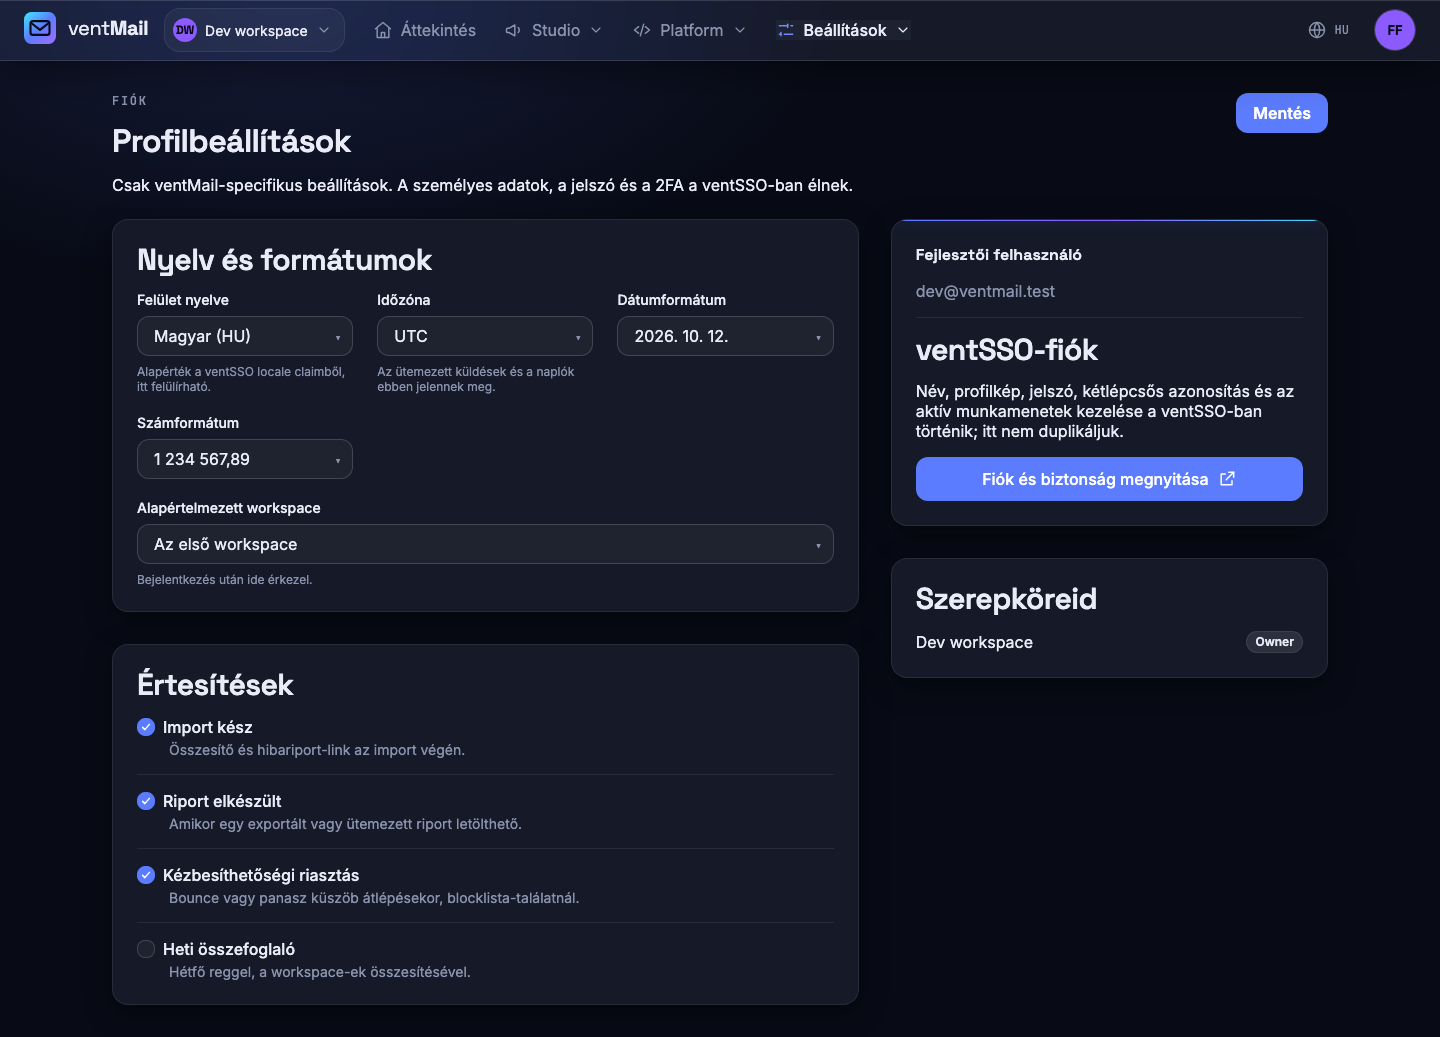 ventMail
DW Dev workspace
Áttekintés
Studio
Platform
Beállítások
HU
FF
FIÓK
Profilbeállítások
Mentés
Csak ventMail-specifikus beállítások. A személyes adatok, a jelszó és a 2FA a ventSSO-ban élnek.
Nyelv és formátumok
Felület nyelve
Magyar (HU)
Alapérték a ventSSO locale claimből,
itt felülírható.
Időzóna
UTC
Az ütemezett küldések és a naplók
ebben jelennek meg.
Dátumformátum
2026. 10. 12.
Számformátum
1 234 567,89
Alapértelmezett workspace
Az első workspace
Bejelentkezés után ide érkezel.
Értesítések
Import kész
Összesítő és hibariport-link az import végén.
Riport elkészült
Amikor egy exportált vagy ütemezett riport letölthető.
Kézbesíthetőségi riasztás
Bounce vagy panasz küszöb átlépésekor, blocklista-találatnál.
Heti összefoglaló
Hétfő reggel, a workspace-ek összesítésével.
Fejlesztői felhasználó
dev@ventmail.test
ventSSO-fiók
Név, profilkép, jelszó, kétlépcsős azonosítás és az
aktív munkamenetek kezelése a ventSSO-ban
történik; itt nem duplikáljuk.
Fiók és biztonság megnyitása
Szerepköreid
Dev workspace
Owner